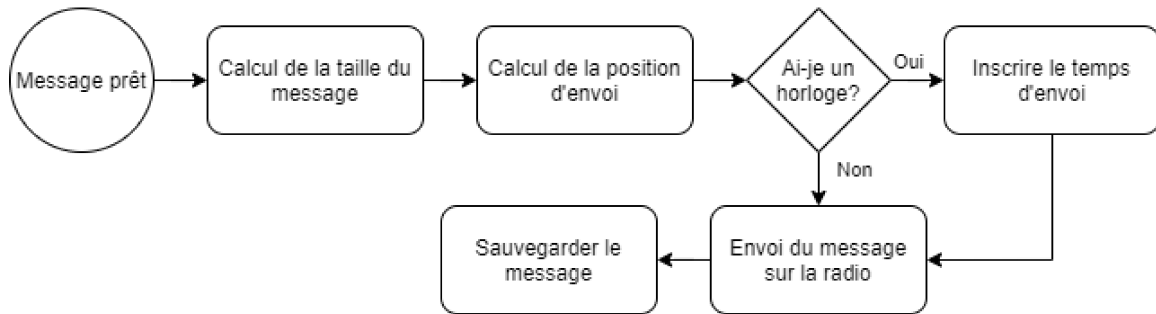 Message prêt
Calcul de la taille du
message
Calcul de la position
d'envoi
Ai-je un
horloge?
Oui
Inscrire le temps
d'envoi
Non
Sauvegarder le
message
Envoi du message
sur la radio